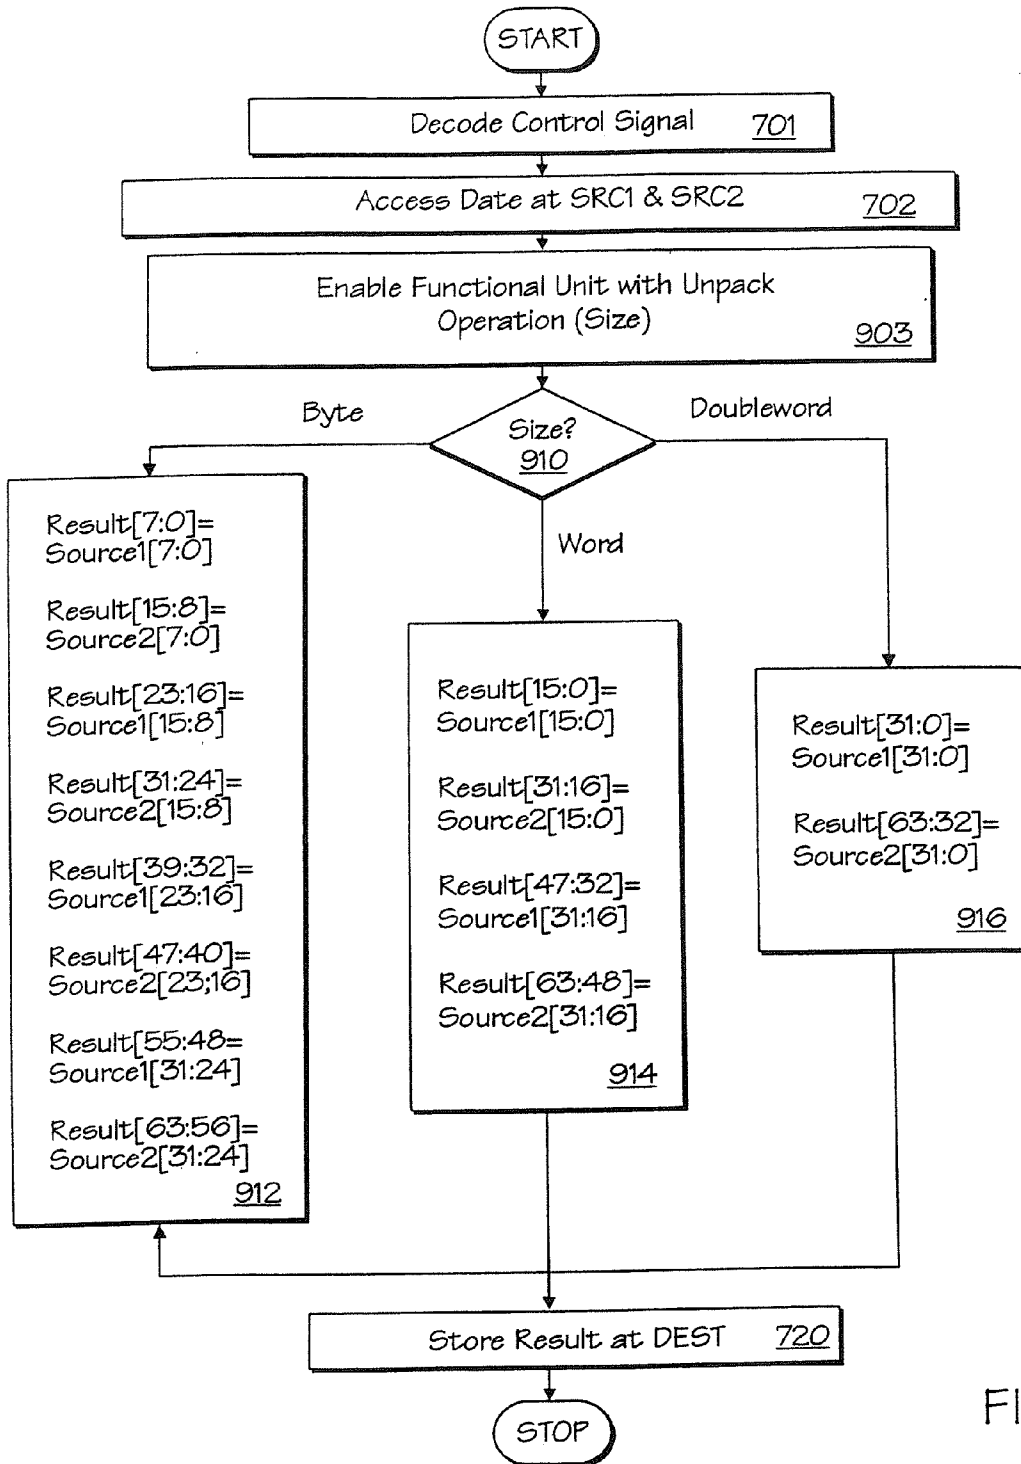 START
Decode Control Signal 701
Access Date at SRC1 & SRC2 702
Enable Functional Unit with Unpack
Operation (Size)
903
Byte
Size?
910
Doubleword
Word
Result[7:0]=
Source1[7:0]
Result[15:8]=
Source2[7:0]
Result[23:16]=
Source1[15:8]
Result[31:24]=
Source2[15:8]
Result[39:32]=
Source1[23:16]
Result[47:40]=
Source2[23;16]
Result[55:48=
Source1[31:24]
Result[63:56]=
Source2[31:24]
912
Result[15:0]=
Source1[15:0]
Result[31:16]=
Source2[15:0]
Result[47:32]=
Source1[31:16]
Result[63:48]=
Source2[31:16]
914
Result[31:0]=
Source1[31:0]
Result[63:32]=
Source2[31:0]
916
Store Result at DEST 720
STOP